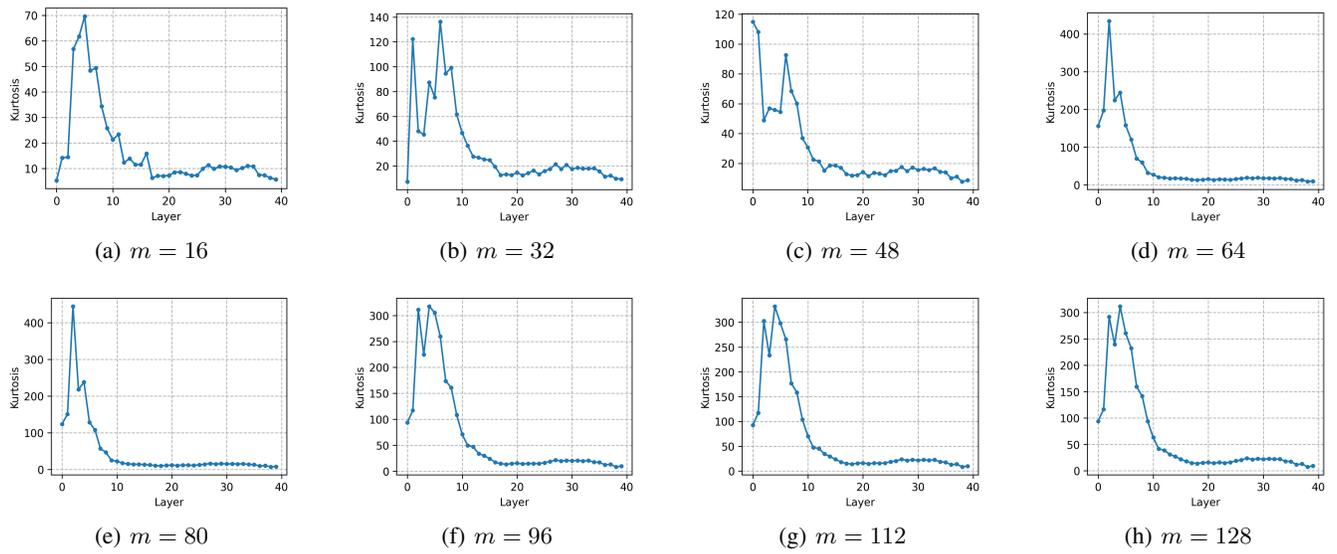 70
60
50
40
30
20
10
Kurtosis
0 10 20 30 40
Layer
(a) m = 16
140
120
100
80
60
40
20
Kurtosis
0 10 20 30 40
Layer
(b) m = 32
120
100
80
60
40
20
Kurtosis
0 10 20 30 40
Layer
(c) m = 48
400
300
200
100
0
Kurtosis
0 10 20 30 40
Layer
(d) m = 64
400
300
200
100
0
Kurtosis
0 10 20 30 40
Layer
(e) m = 80
300
250
200
150
100
50
0
Kurtosis
0 10 20 30 40
Layer
(f) m = 96
300
250
200
150
100
50
0
Kurtosis
0 10 20 30 40
Layer
(g) m = 112
300
250
200
150
100
50
0
Kurtosis
0 10 20 30 40
Layer
(h) m = 128